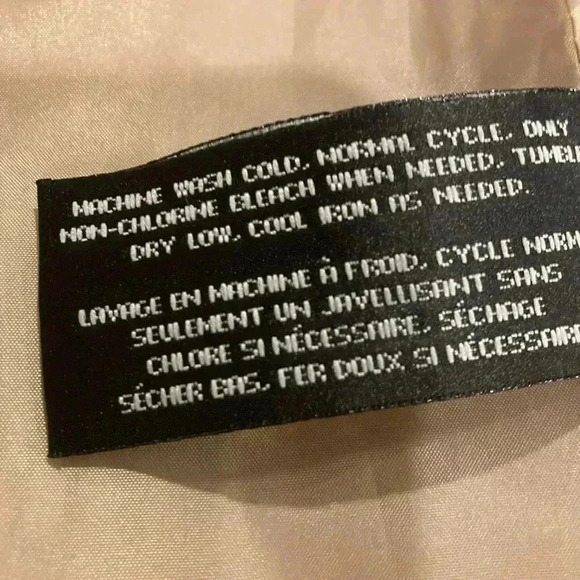 MACHINE WASH COLD, NORMAL CYCLE, ONLY
NON-CHLORINE BLEACH WHEN NEEDED, TUMBLE
DRY LOW, COOL IRON AS NEEDED.
LAVAGE EN MACHINE À FROID, CYCLE NORM
SEULEMENT UN JAVELLISANT SANS
CHLORE SI NÉCESSAIRE, SÉCHAGE
SÉCHER BAS, FER DOUX SI NÉCESSAIRE